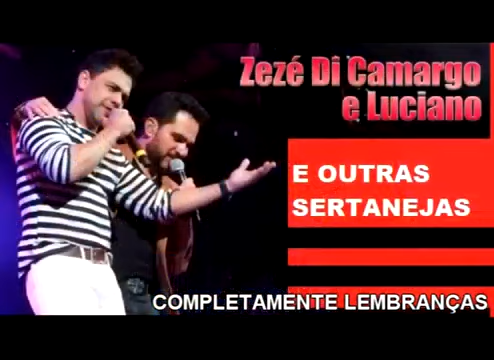 Zezé Di Camargo
e Luciano
E OUTRAS
SERTANEJAS
COMPLETAMENTE LEMBRANÇAS